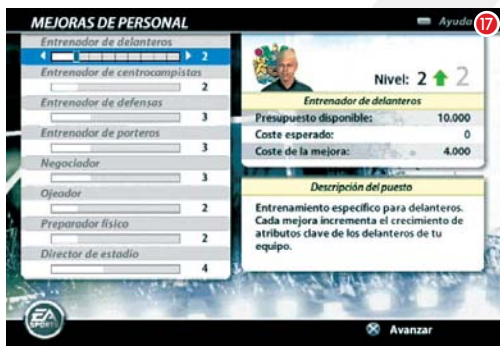 MEJORAS DE PERSONAL
Ayuda
17
Entrenador de delanteros
2
Entrenador de centrocampistas
2
Entrenador de defensas
3
Entrenador de porteros
3
Negociador
3
Ojeador
2
Preparador físico
2
Director de estadio
4
Nivel: 2 2
Entrenador de delanteros
Presupuesto disponible: 10.000
Coste esperado: 0
Coste de la mejora: 4.000
Descripción del puesto
Entrenamiento específico para delanteros.
Cada mejora incrementa el crecimiento de
atributos clave de los delanteros de tu
equipo.
EA
SPORTS
Avanzar